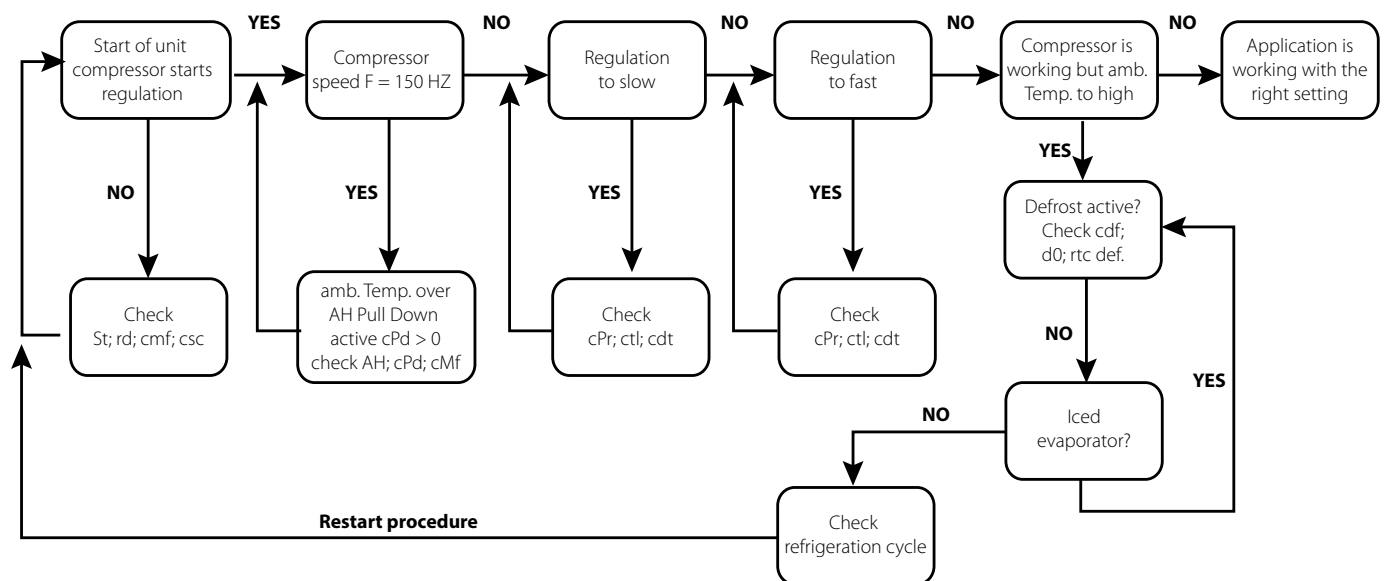 YES
NO
NO
NO
NO
Start of unit
compressor starts
regulation
Compressor
speed F = 150 HZ
Regulation
to slow
Regulation
to fast
Compressor is
working but amb.
Temp. to high
Application is
working with the
right setting
NO
YES
YES
YES
YES
Defrost active?
Check cdf;
d0; rtc def.
Check
St; rd; cmf; csc
amb. Temp. over
AH Pull Down
active cPd > 0
check AH; cPd; cMf
Check
cPr; ctl; cdt
Check
cPr; ctl; cdt
NO
YES
Iced
evaporator?
NO
Check
refrigeration cycle
Restart procedure